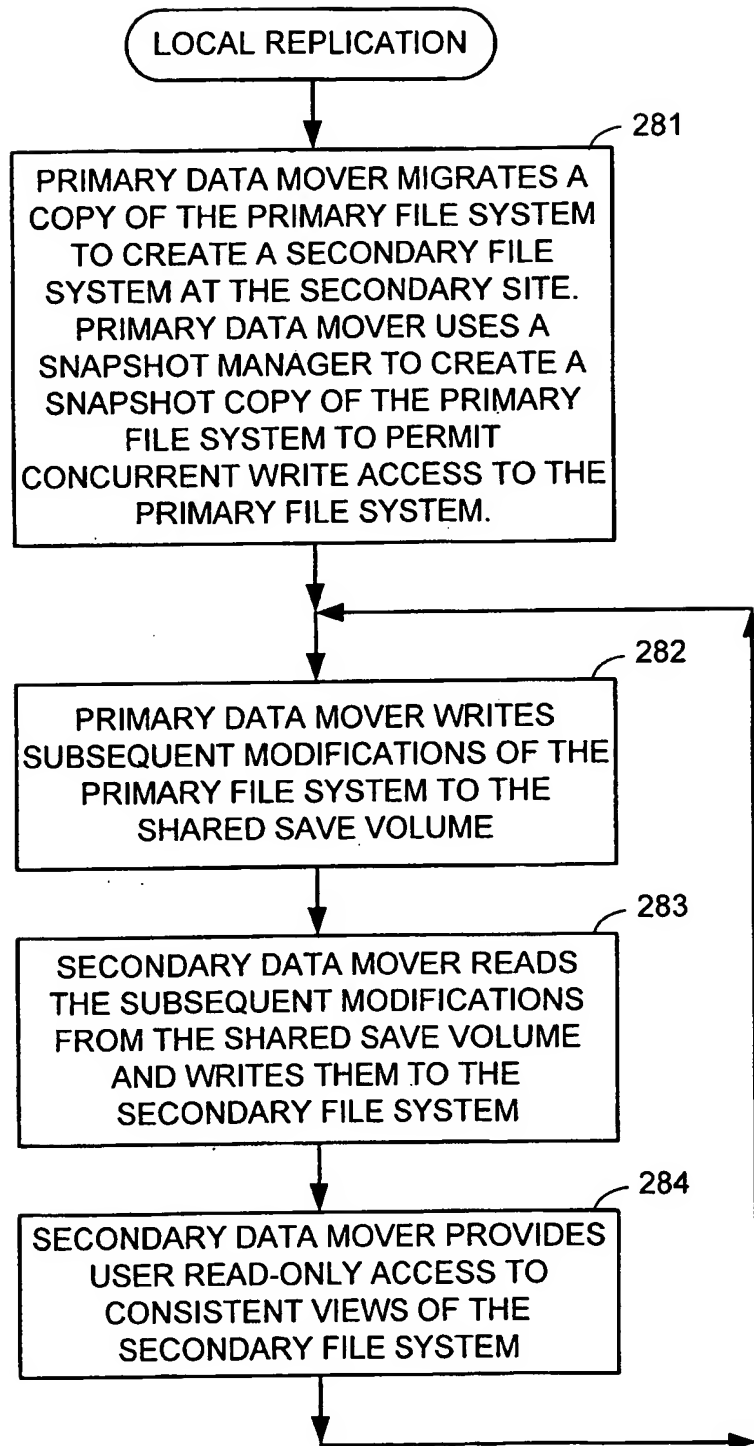 LOCAL REPLICATION
281
PRIMARY DATA MOVER MIGRATES A
COPY OF THE PRIMARY FILE SYSTEM
TO CREATE A SECONDARY FILE
SYSTEM AT THE SECONDARY SITE.
PRIMARY DATA MOVER USES A
SNAPSHOT MANAGER TO CREATE A
SNAPSHOT COPY OF THE PRIMARY
FILE SYSTEM TO PERMIT
CONCURRENT WRITE ACCESS TO THE
PRIMARY FILE SYSTEM.
282
PRIMARY DATA MOVER WRITES
SUBSEQUENT MODIFICATIONS OF THE
PRIMARY FILE SYSTEM TO THE
SHARED SAVE VOLUME
283
SECONDARY DATA MOVER READS
THE SUBSEQUENT MODIFICATIONS
FROM THE SHARED SAVE VOLUME
AND WRITES THEM TO THE
SECONDARY FILE SYSTEM
284
SECONDARY DATA MOVER PROVIDES
USER READ-ONLY ACCESS TO
CONSISTENT VIEWS OF THE
SECONDARY FILE SYSTEM